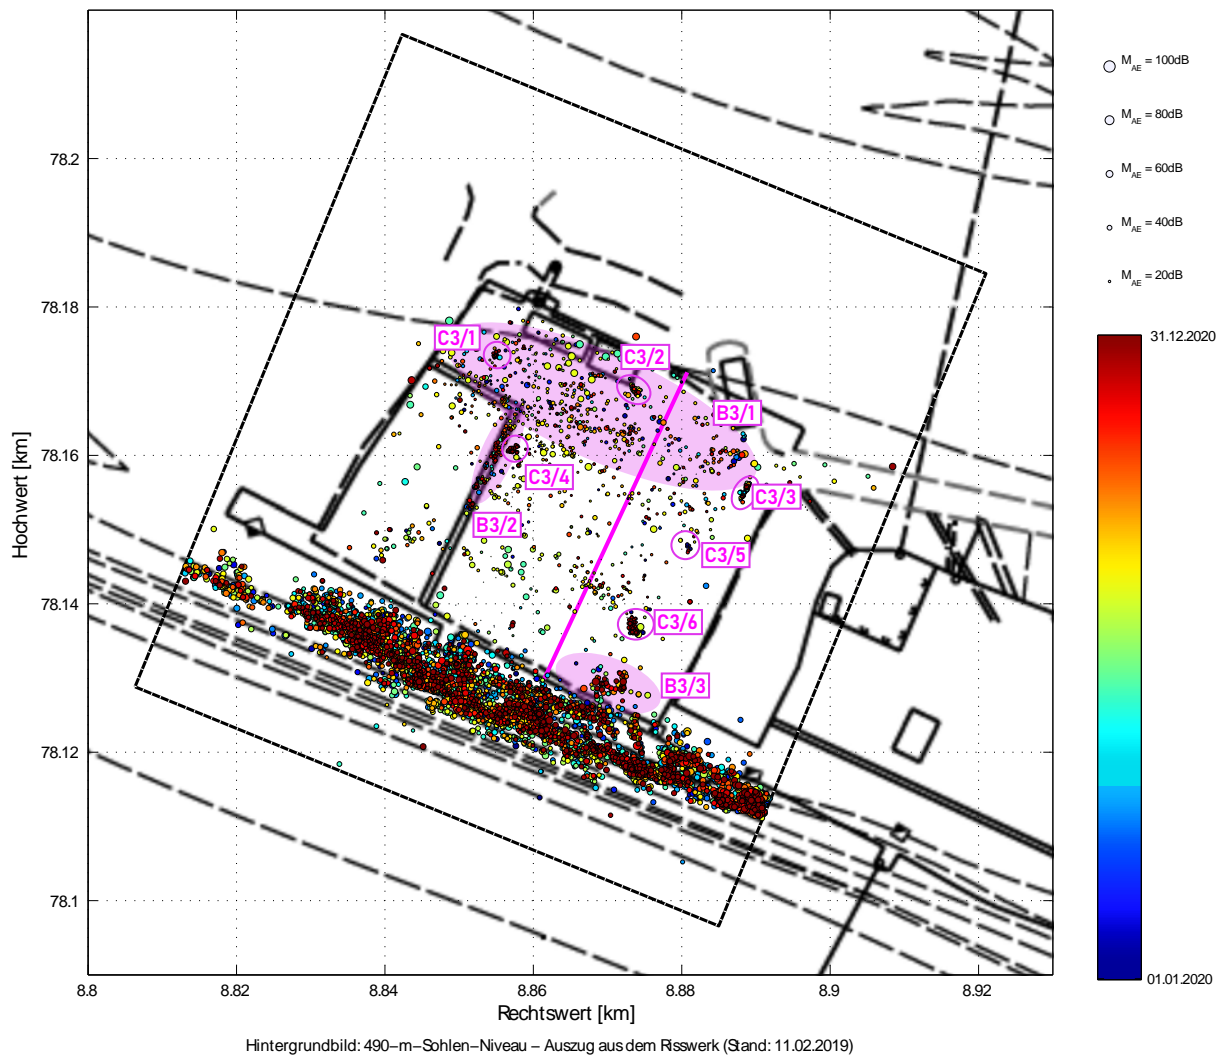 M_AE = 100dB
M_AE = 80dB
M_AE = 60dB
M_AE = 40dB
M_AE = 20dB
31.12.2020
01.01.2020
Hochwert [km]
78.2
78.18
78.16
78.14
78.12
78.1
C3/1
C3/2
B3/1
C3/4
C3/3
B3/2
C3/5
C3/6
B3/3
8.8
8.82
8.84
8.86
8.88
8.9
8.92
Rechtswert [km]
Hintergrundbild: 490-m-Sohlen-Niveau - Auszug aus dem Risswerk (Stand: 11.02.2019)